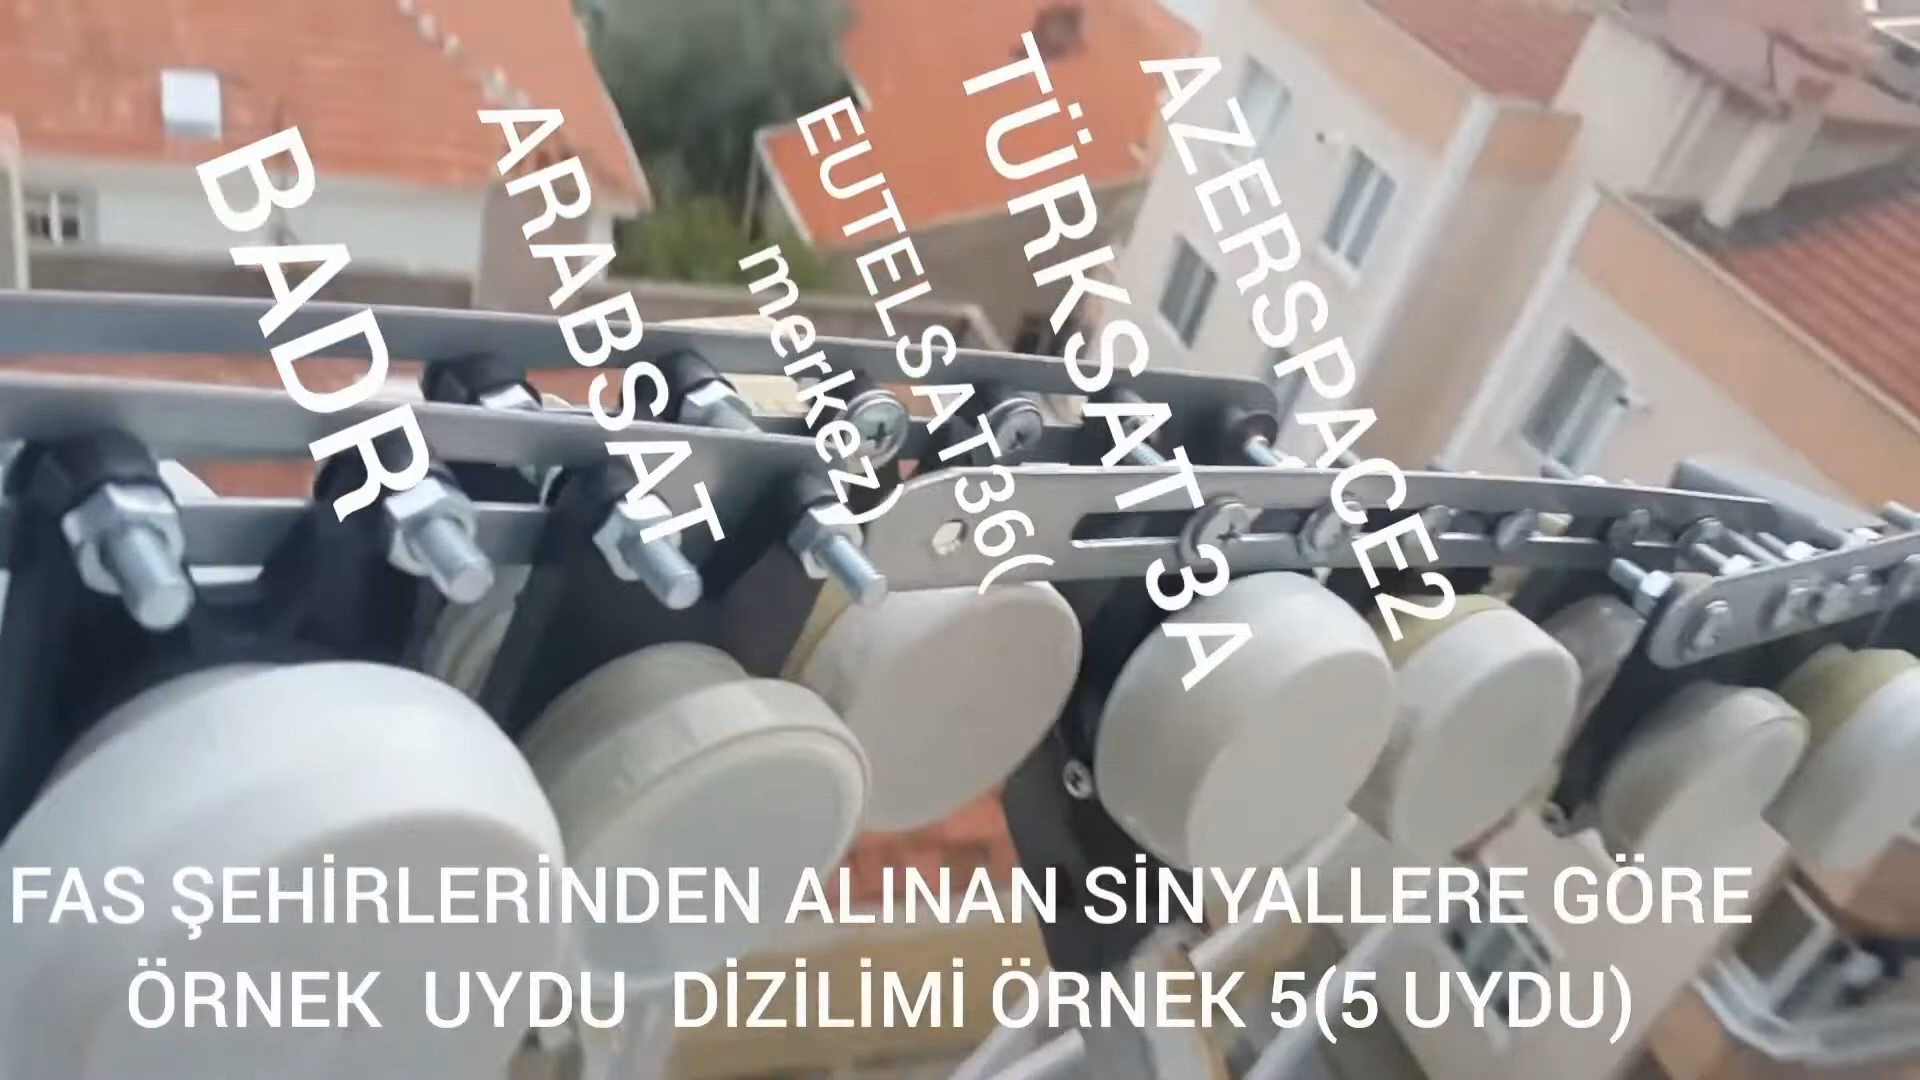 BADR
ARABSAT
EUTELSAT36(
merkez)
TÜRKSAT 3A
AZERSPACE2
FAS ŞEHİRLERİNDEN ALINAN SİNYALLERE GÖRE
ÖRNEK UYDU DİZİLİMİ ÖRNEK 5(5 UYDU)